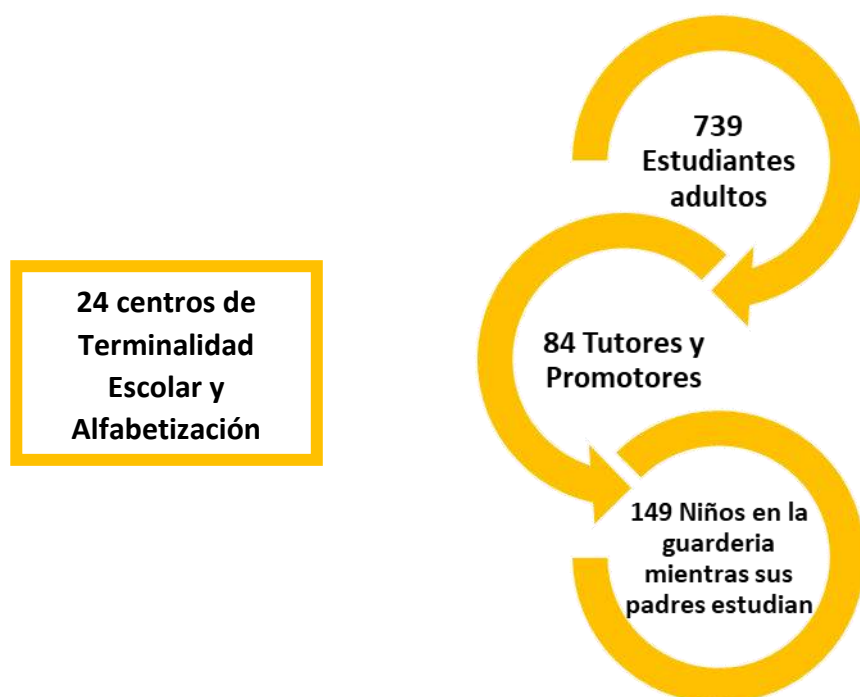 739
Estudiantes
adultos
24 centros de
Terminalidad
Escolar y
Alfabetización
84 Tutores y
Promotores
149 Niños en la
guarderia
mientras sus
padres estudian